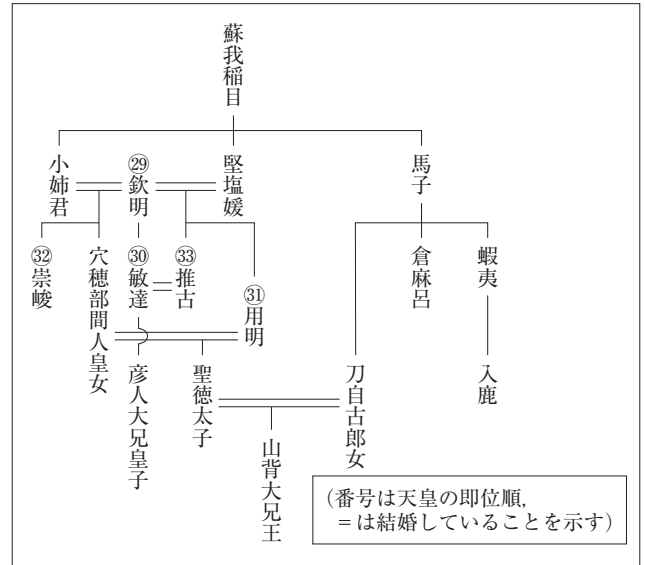 蘇我稲目
馬子
堅塩媛
㉙欽明
小姉君
蝦夷
倉麻呂
㉛用明
㉝推古
㉚敏達
穴穂部間人皇女
㉜崇峻
入鹿
刀自古郎女
聖徳太子
彦人大兄皇子
山背大兄王
（番号は天皇の即位順,
＝は結婚していることを示す）